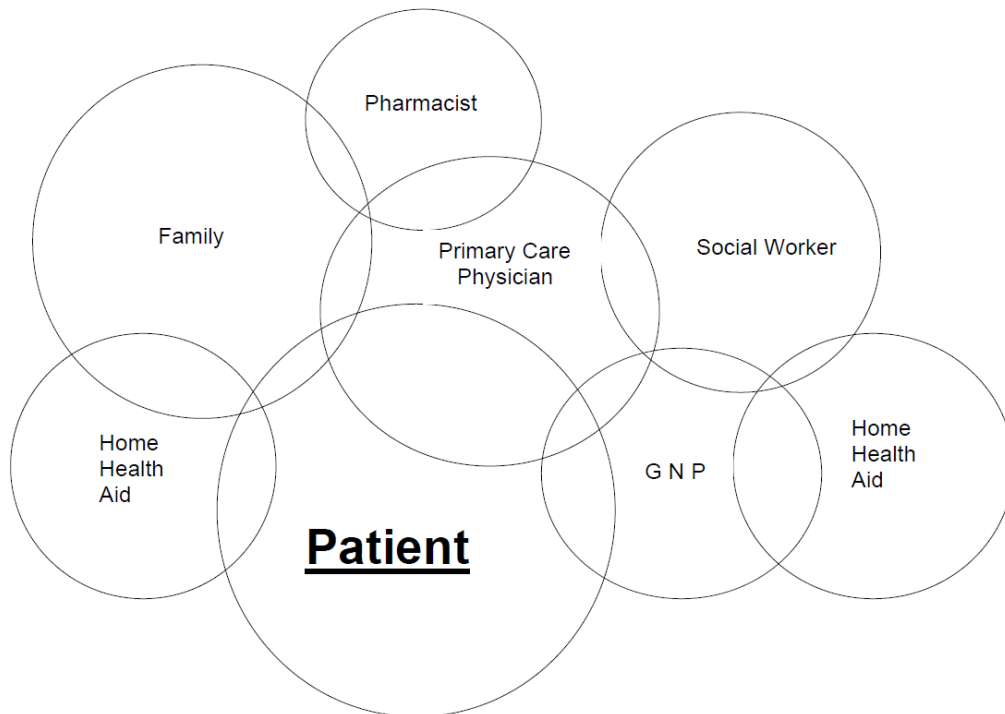 Pharmacist
Family
Primary Care
Physician
Social Worker
Home
Health
Aid
G N P
Home
Health
Aid
Patient